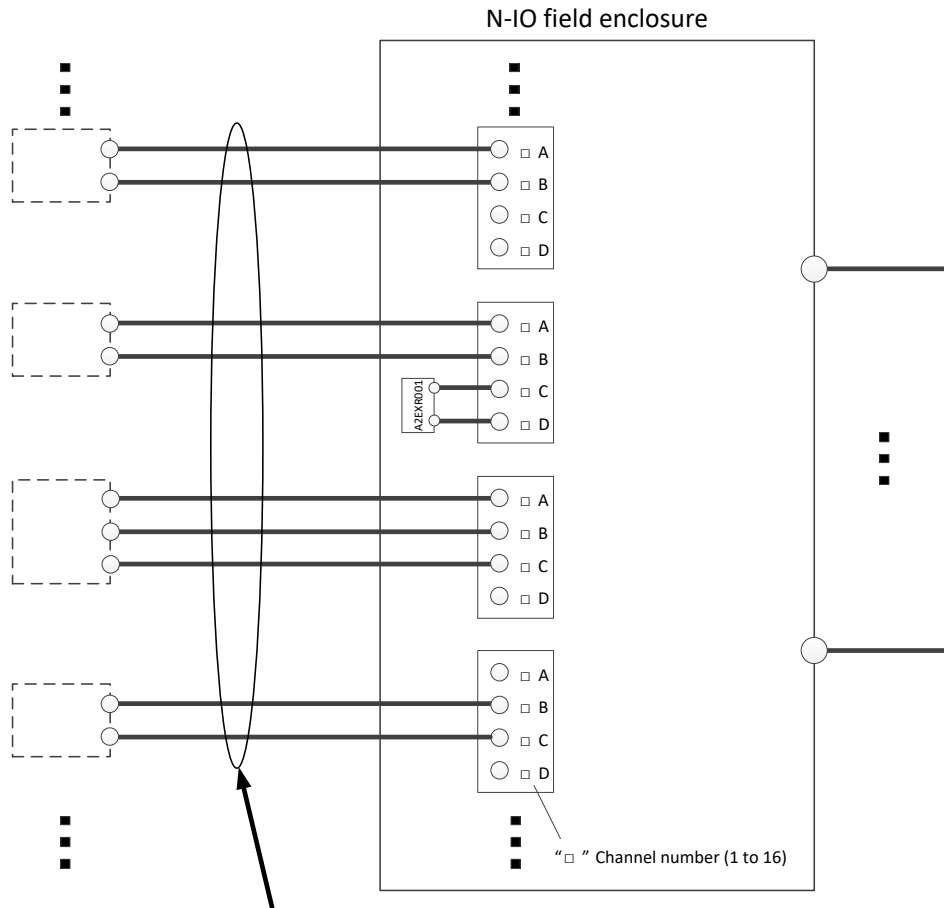 N-IO field enclosure
□ A
□ B
□ C
□ D
□ A
□ B
□ C
□ D
A2EXR001
□ A
□ B
□ C
□ D
□ A
□ B
□ C
□ D
“□ ” Channel number (1 to 16)